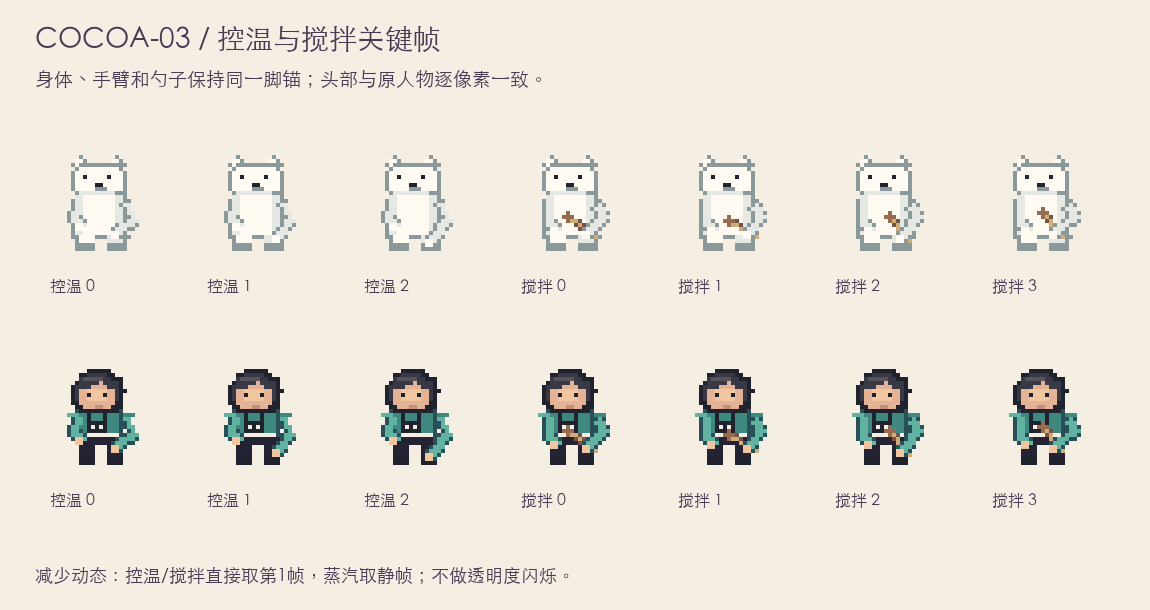 COCOA-03 / 控温与搅拌关键帧
身体、手臂和勺子保持同一脚锚；头部与原人物逐像素一致。
控温 0 控温 1 控温 2 搅拌 0 搅拌 1 搅拌 2 搅拌 3
控温 0 控温 1 控温 2 搅拌 0 搅拌 1 搅拌 2 搅拌 3
减少动态：控温/搅拌直接取第1帧，蒸汽取静帧；不做透明度闪烁。